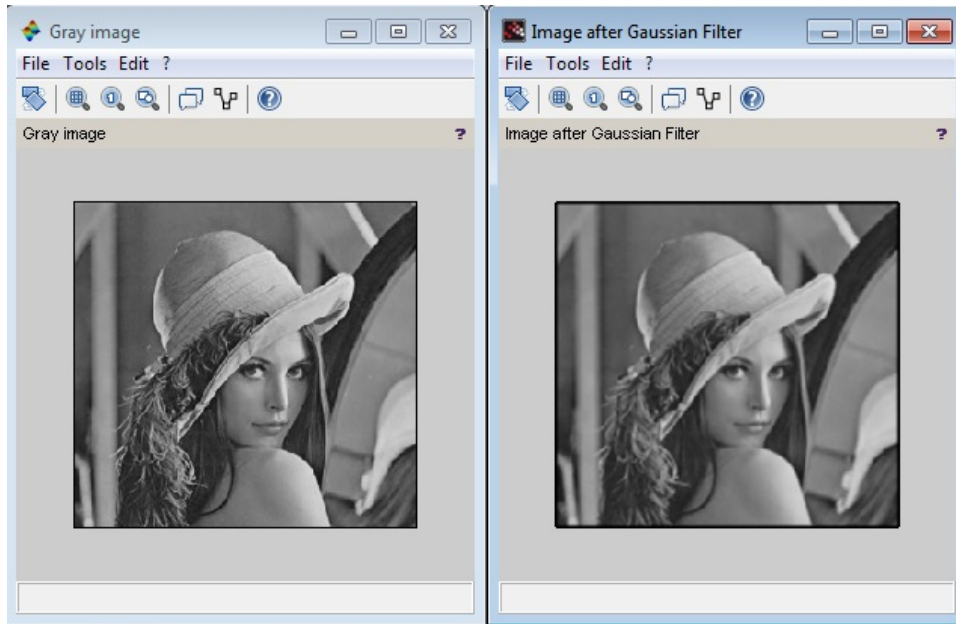 Gray image
File Tools Edit ?
Gray image ?
Image after Gaussian Filter
File Tools Edit ?
Image after Gaussian Filter ?